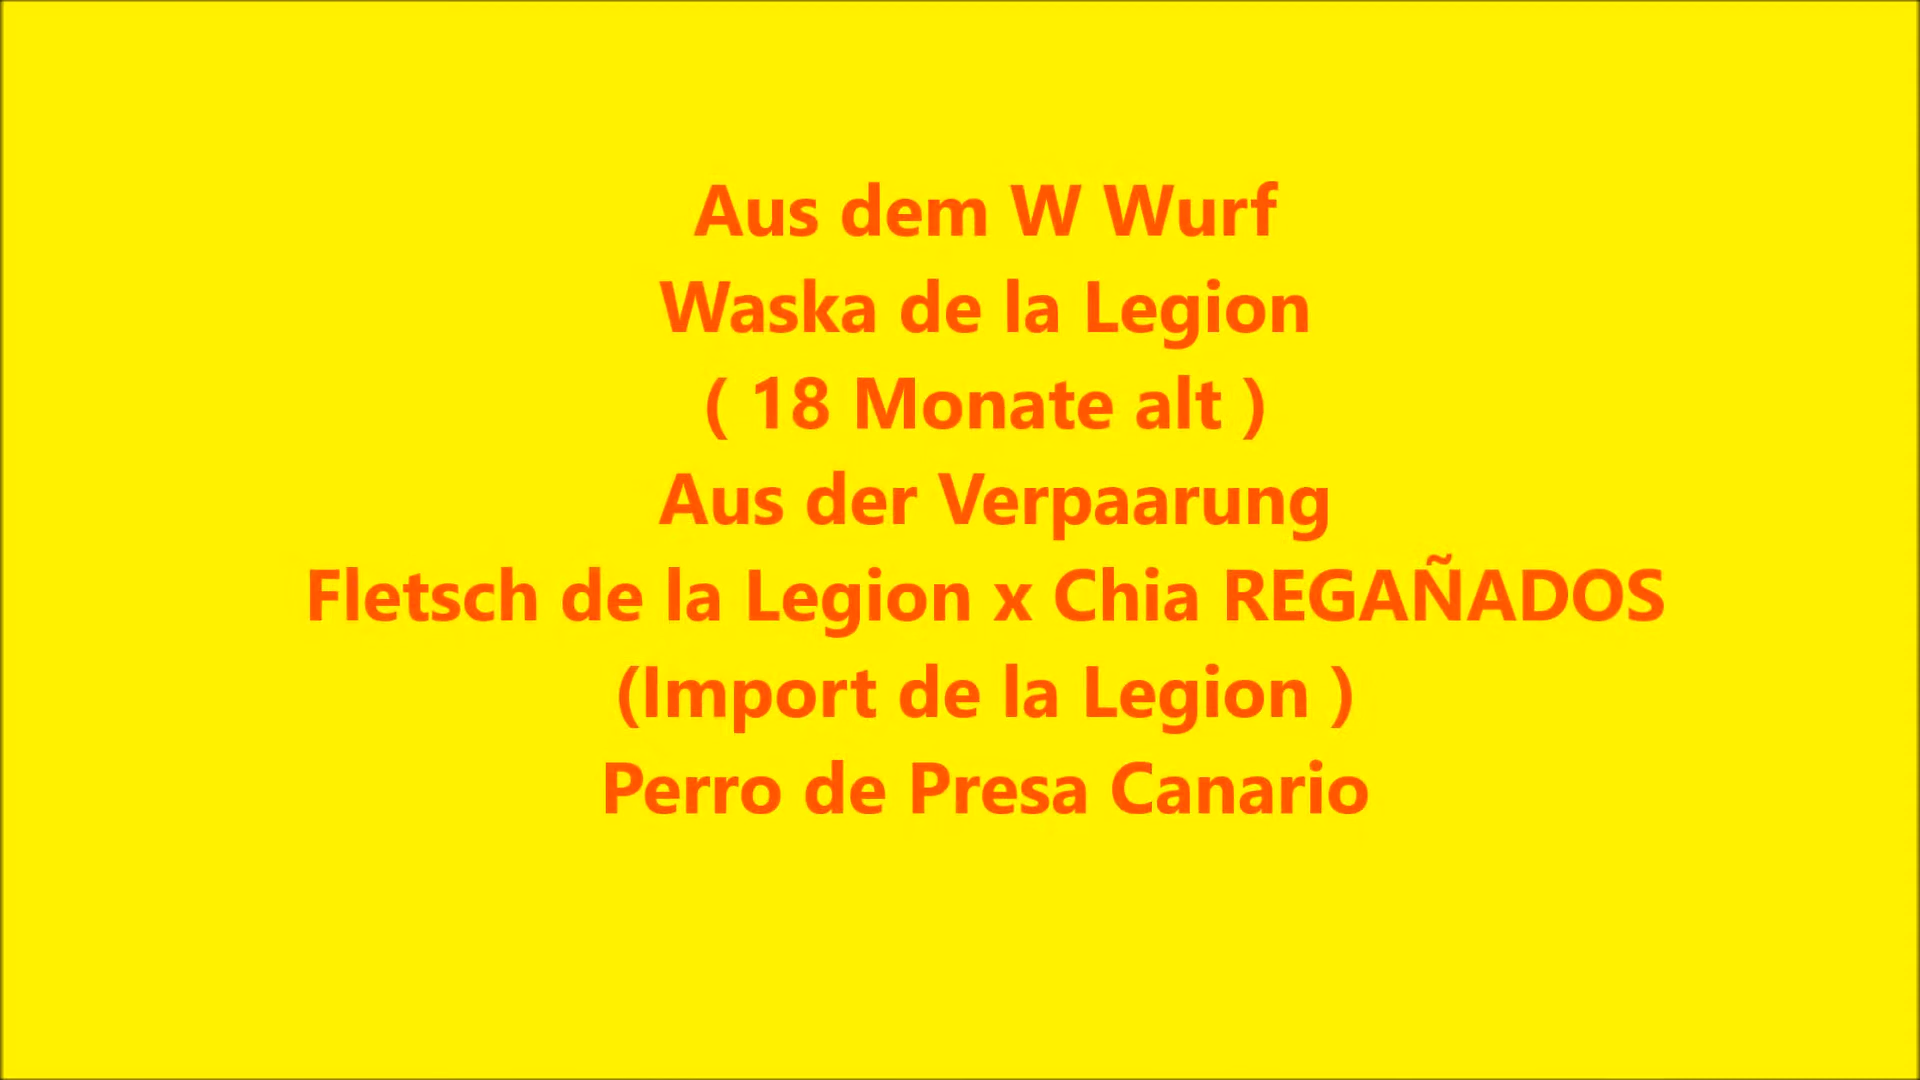 Aus dem W Wurf
Waska de la Legion
( 18 Monate alt )
Aus der Verpaarung
Fletsch de la Legion x Chia REGAÑADOS
(Import de la Legion )
Perro de Presa Canario